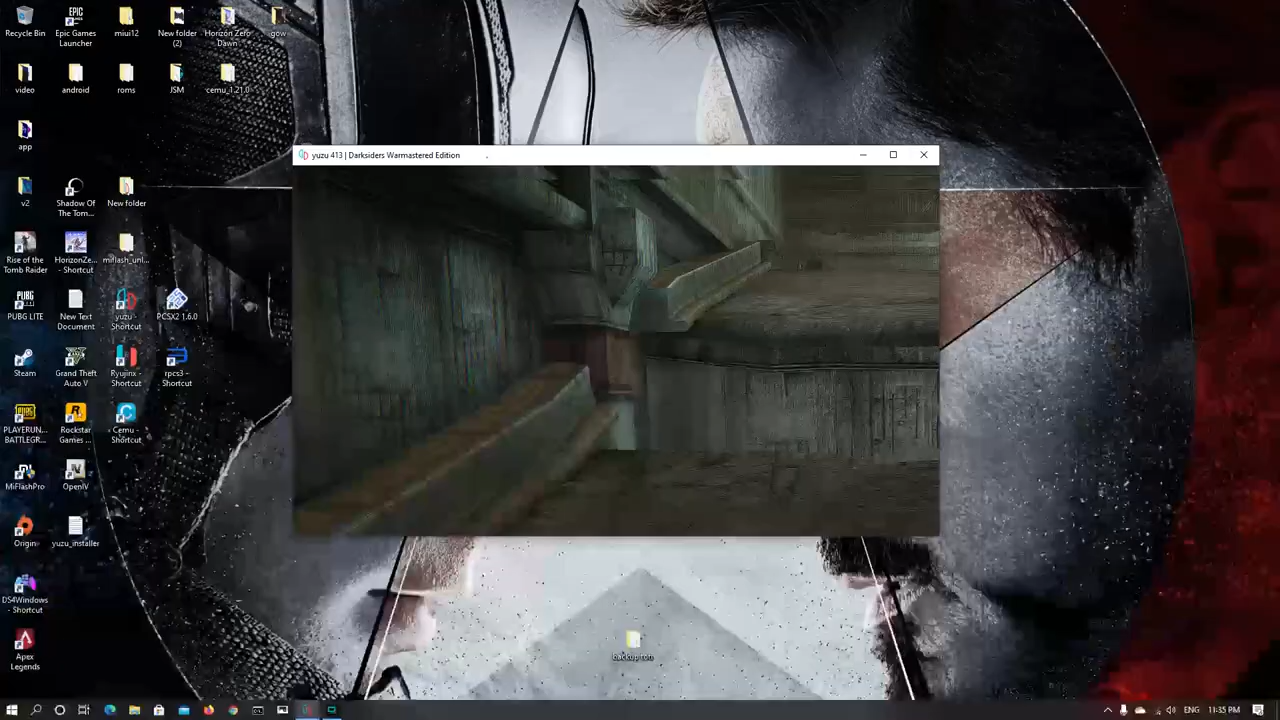 Recycle Bin
Epic Games
Launcher
miui12
New folder
(2)
Horizon Zero
Dawn
gow
video
android
roms
JSM
cemu_1.21.0
app
v2
Shadow Of
The Tom...
New folder
Rise of the
Tomb Raider
HorizonZe...
- Shortcut
miflash_unl...
PUBG LITE
New Text
Document
yuzu -
Shortcut
PCSX2 1.6.0
Steam
Grand Theft
Auto V
Ryujinx -
Shortcut
rpcs3 -
Shortcut
PLAYERUN...
BATTLEGR...
Rockstar
Games ...
Cemu -
Shortcut
MiFlashPro
OpenIV
Origin
yuzu_installer
DS4Windows
- Shortcut
Apex
Legends
yuzu 413 | Darksiders Warmastered Edition
ENG
11:35 PM